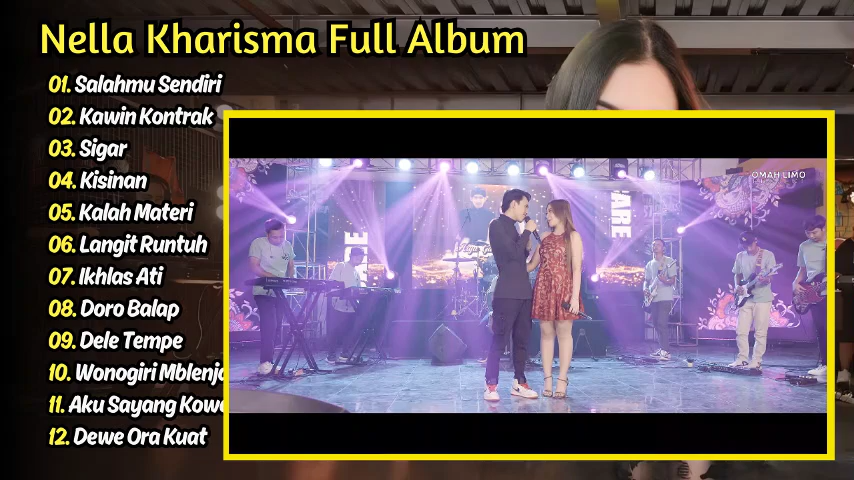 Nella Kharisma Full Album
01. Salahmu Sendiri
02. Kawin Kontrak
03. Sigar
04. Kisinan
05. Kalah Materi
06. Langit Runtuh
07. Ikhlas Ati
08. Doro Balap
09. Dele Tempe
10. Wonogiri Mblenj
11. Aku Sayang Kow
12. Dewe Ora Kuat
OMAH LIMO